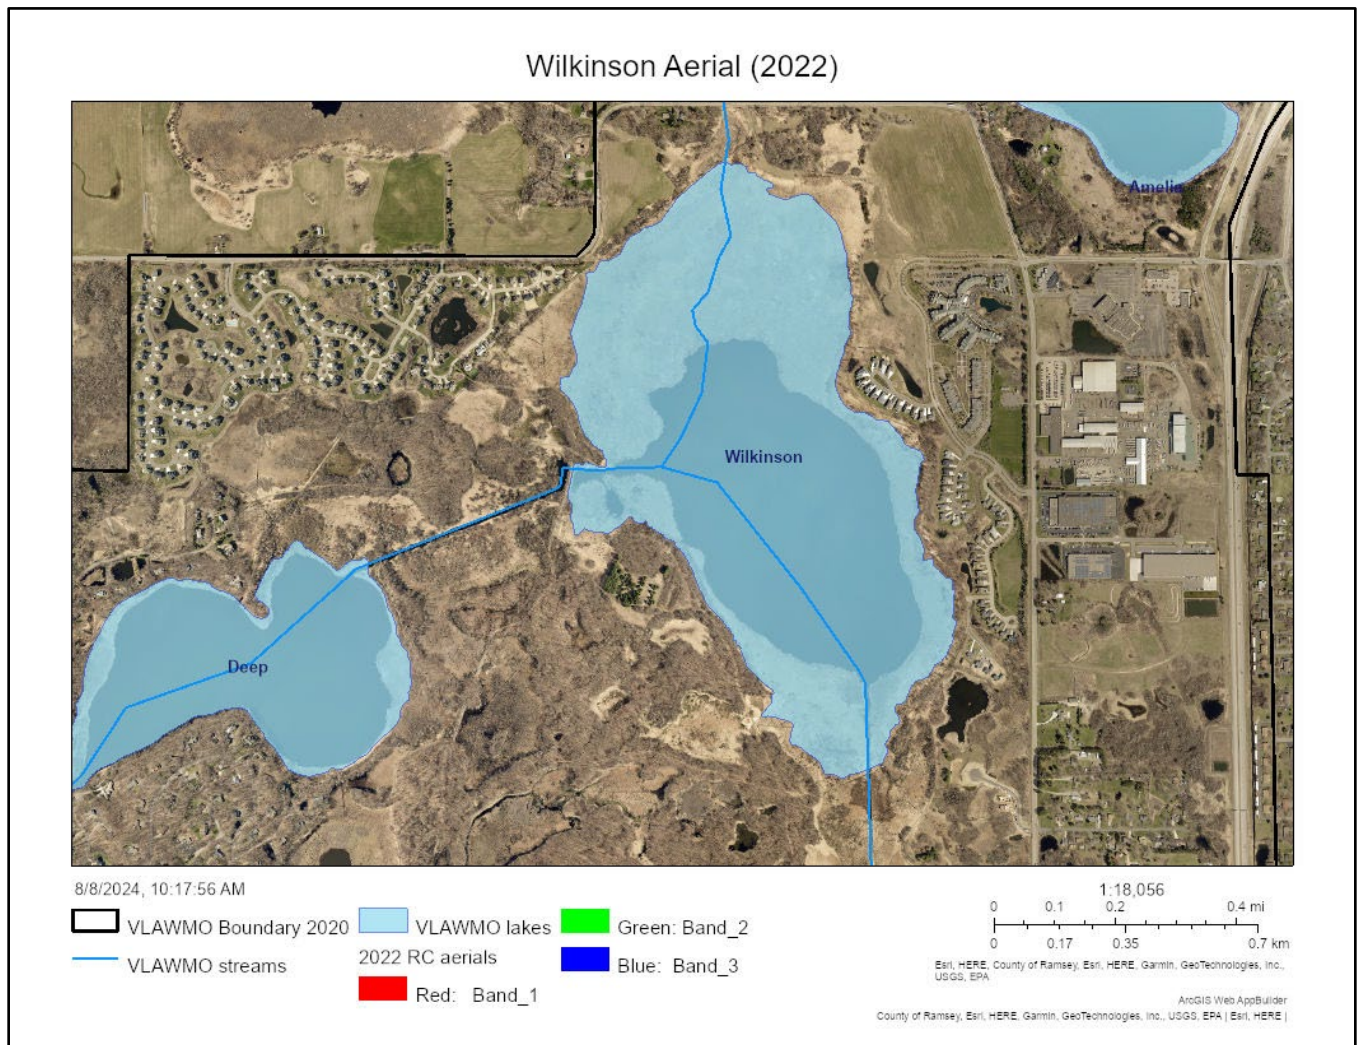 Wilkinson Aerial (2022)
Amelia
Wilkinson
Deep
8/8/2024, 10:17:56 AM
VLAWMO Boundary 2020
VLAWMO streams
VLAWMO lakes
2022 RC aerials
Red: Band_1
Green: Band_2
Blue: Band_3
1:18,056
0 0.1 0.2 0.4 mi
0 0.17 0.35 0.7 km
Esri, HERE, County of Ramsey, Esri, HERE, Garmin, GeoTechnologies, Inc.,
USGS, EPA
ArcGIS Web AppBuilder
County of Ramsey, Esri, HERE, Garmin, GeoTechnologies, Inc., USGS, EPA | Esri, HERE |